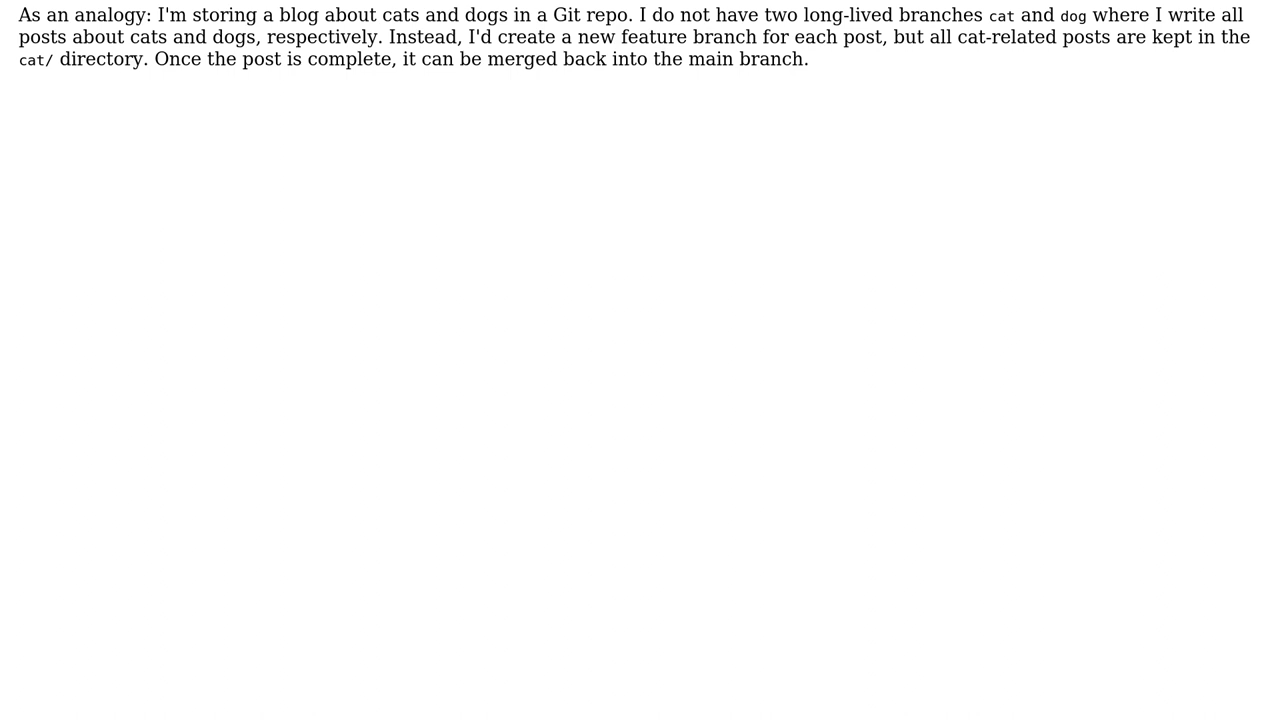 As an analogy: I'm storing a blog about cats and dogs in a Git repo. I do not have two long-lived branches cat and dog where I write all
posts about cats and dogs, respectively. Instead, I'd create a new feature branch for each post, but all cat-related posts are kept in the
cat/ directory. Once the post is complete, it can be merged back into the main branch.